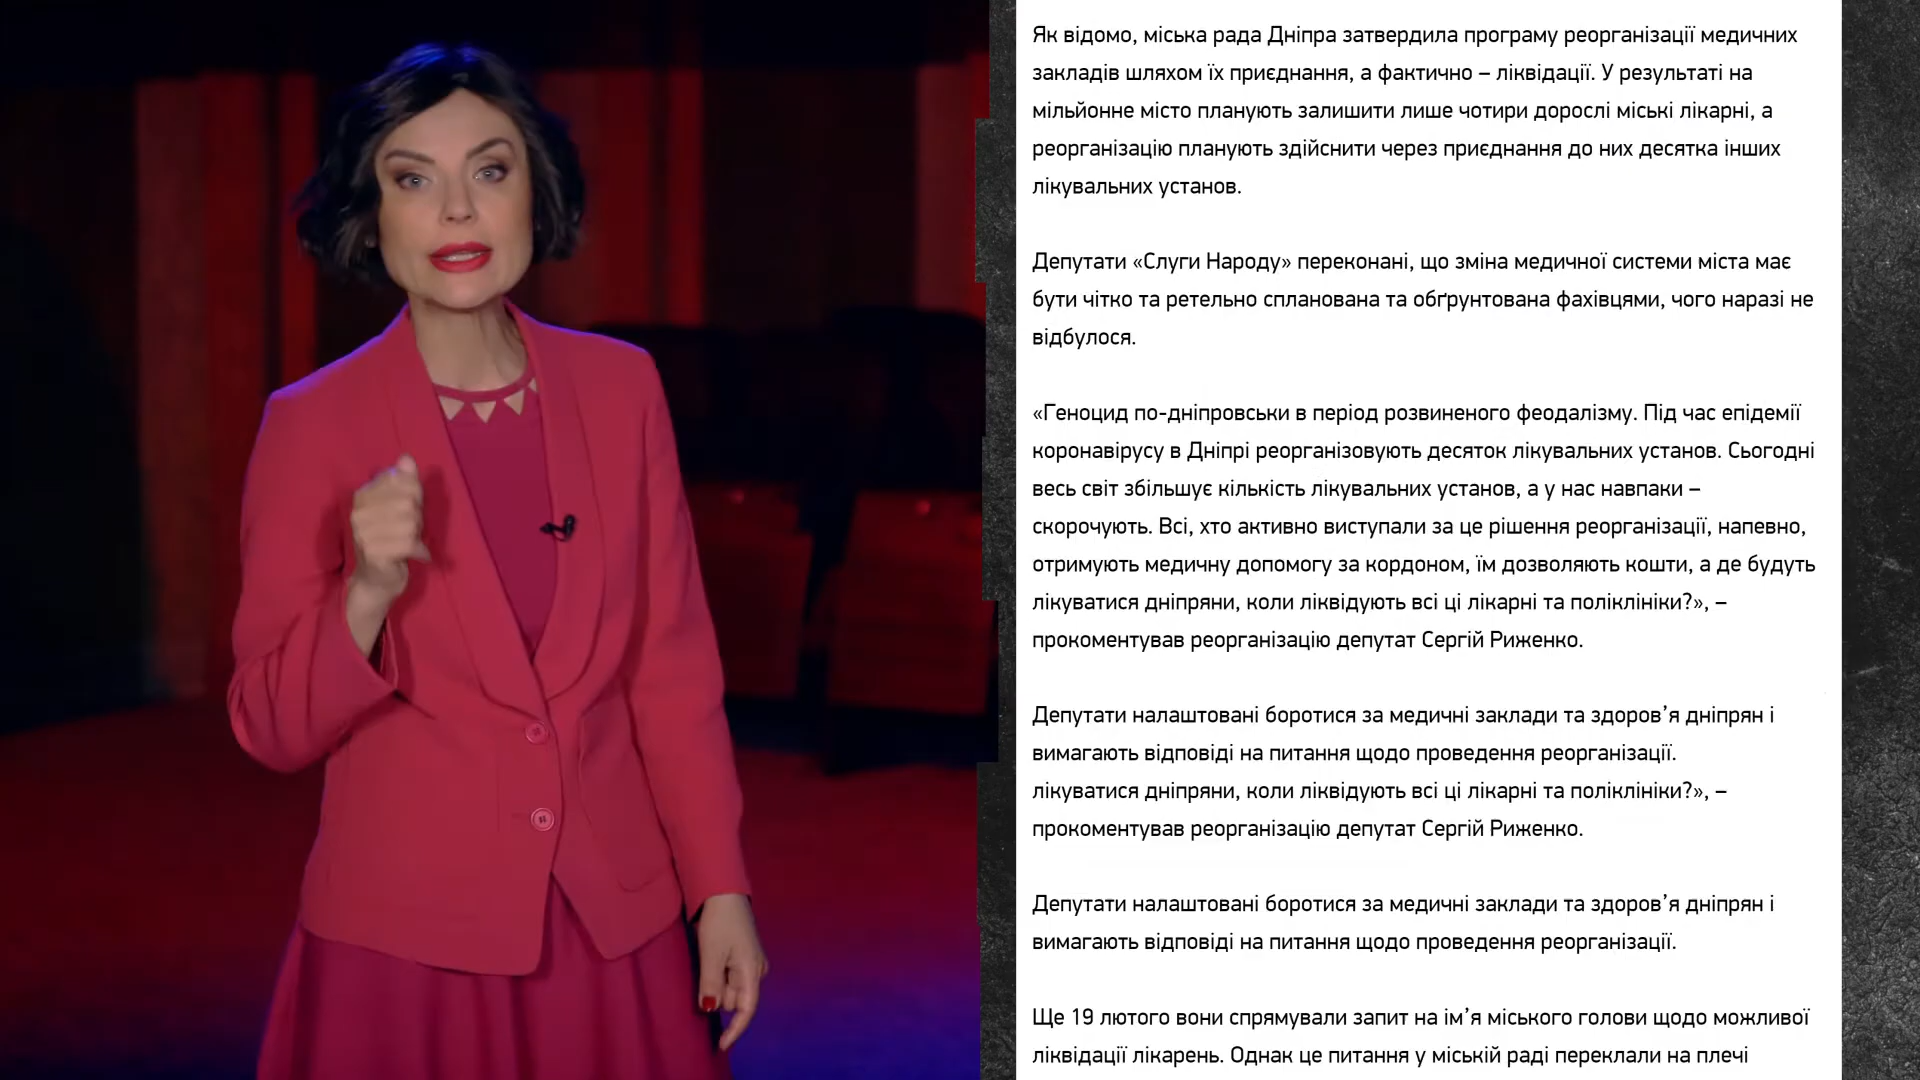 Як відомо, міська рада Дніпра затвердила програму реорганізації медичних
закладів шляхом їх приєднання, а фактично – ліквідації. У результаті на
мільйонне місто планують залишити лише чотири дорослі міські лікарні, а
реорганізацію планують здійснити через приєднання до них десятка інших
лікувальних установ.
Депутати «Слуги Народу» переконані, що зміна медичної системи міста має
бути чітко та ретельно спланована та обґрунтована фахівцями, чого наразі не
відбулося.
«Геноцид по-дніпровськи в період розвиненого феодалізму. Під час епідемії
коронавірусу в Дніпрі реорганізовують десяток лікувальних установ. Сьогодні
весь світ збільшує кількість лікувальних установ, а у нас навпаки –
скорочують. Всі, хто активно виступали за це рішення реорганізації, напевно,
отримують медичну допомогу за кордоном, їм дозволяють кошти, а де будуть
лікуватися дніпряни, коли ліквідують всі ці лікарні та поліклініки?», –
прокоментував реорганізацію депутат Сергій Риженко.
Депутати налаштовані боротися за медичні заклади та здоров’я дніпрян і
вимагають відповіді на питання щодо проведення реорганізації.
лікуватися дніпряни, коли ліквідують всі ці лікарні та поліклініки?», –
прокоментував реорганізацію депутат Сергій Риженко.
Депутати налаштовані боротися за медичні заклади та здоров’я дніпрян і
вимагають відповіді на питання щодо проведення реорганізації.
Ще 19 лютого вони спрямували запит на ім’я міського голови щодо можливої
ліквідації лікарень. Однак це питання у міській раді переклали на плечі